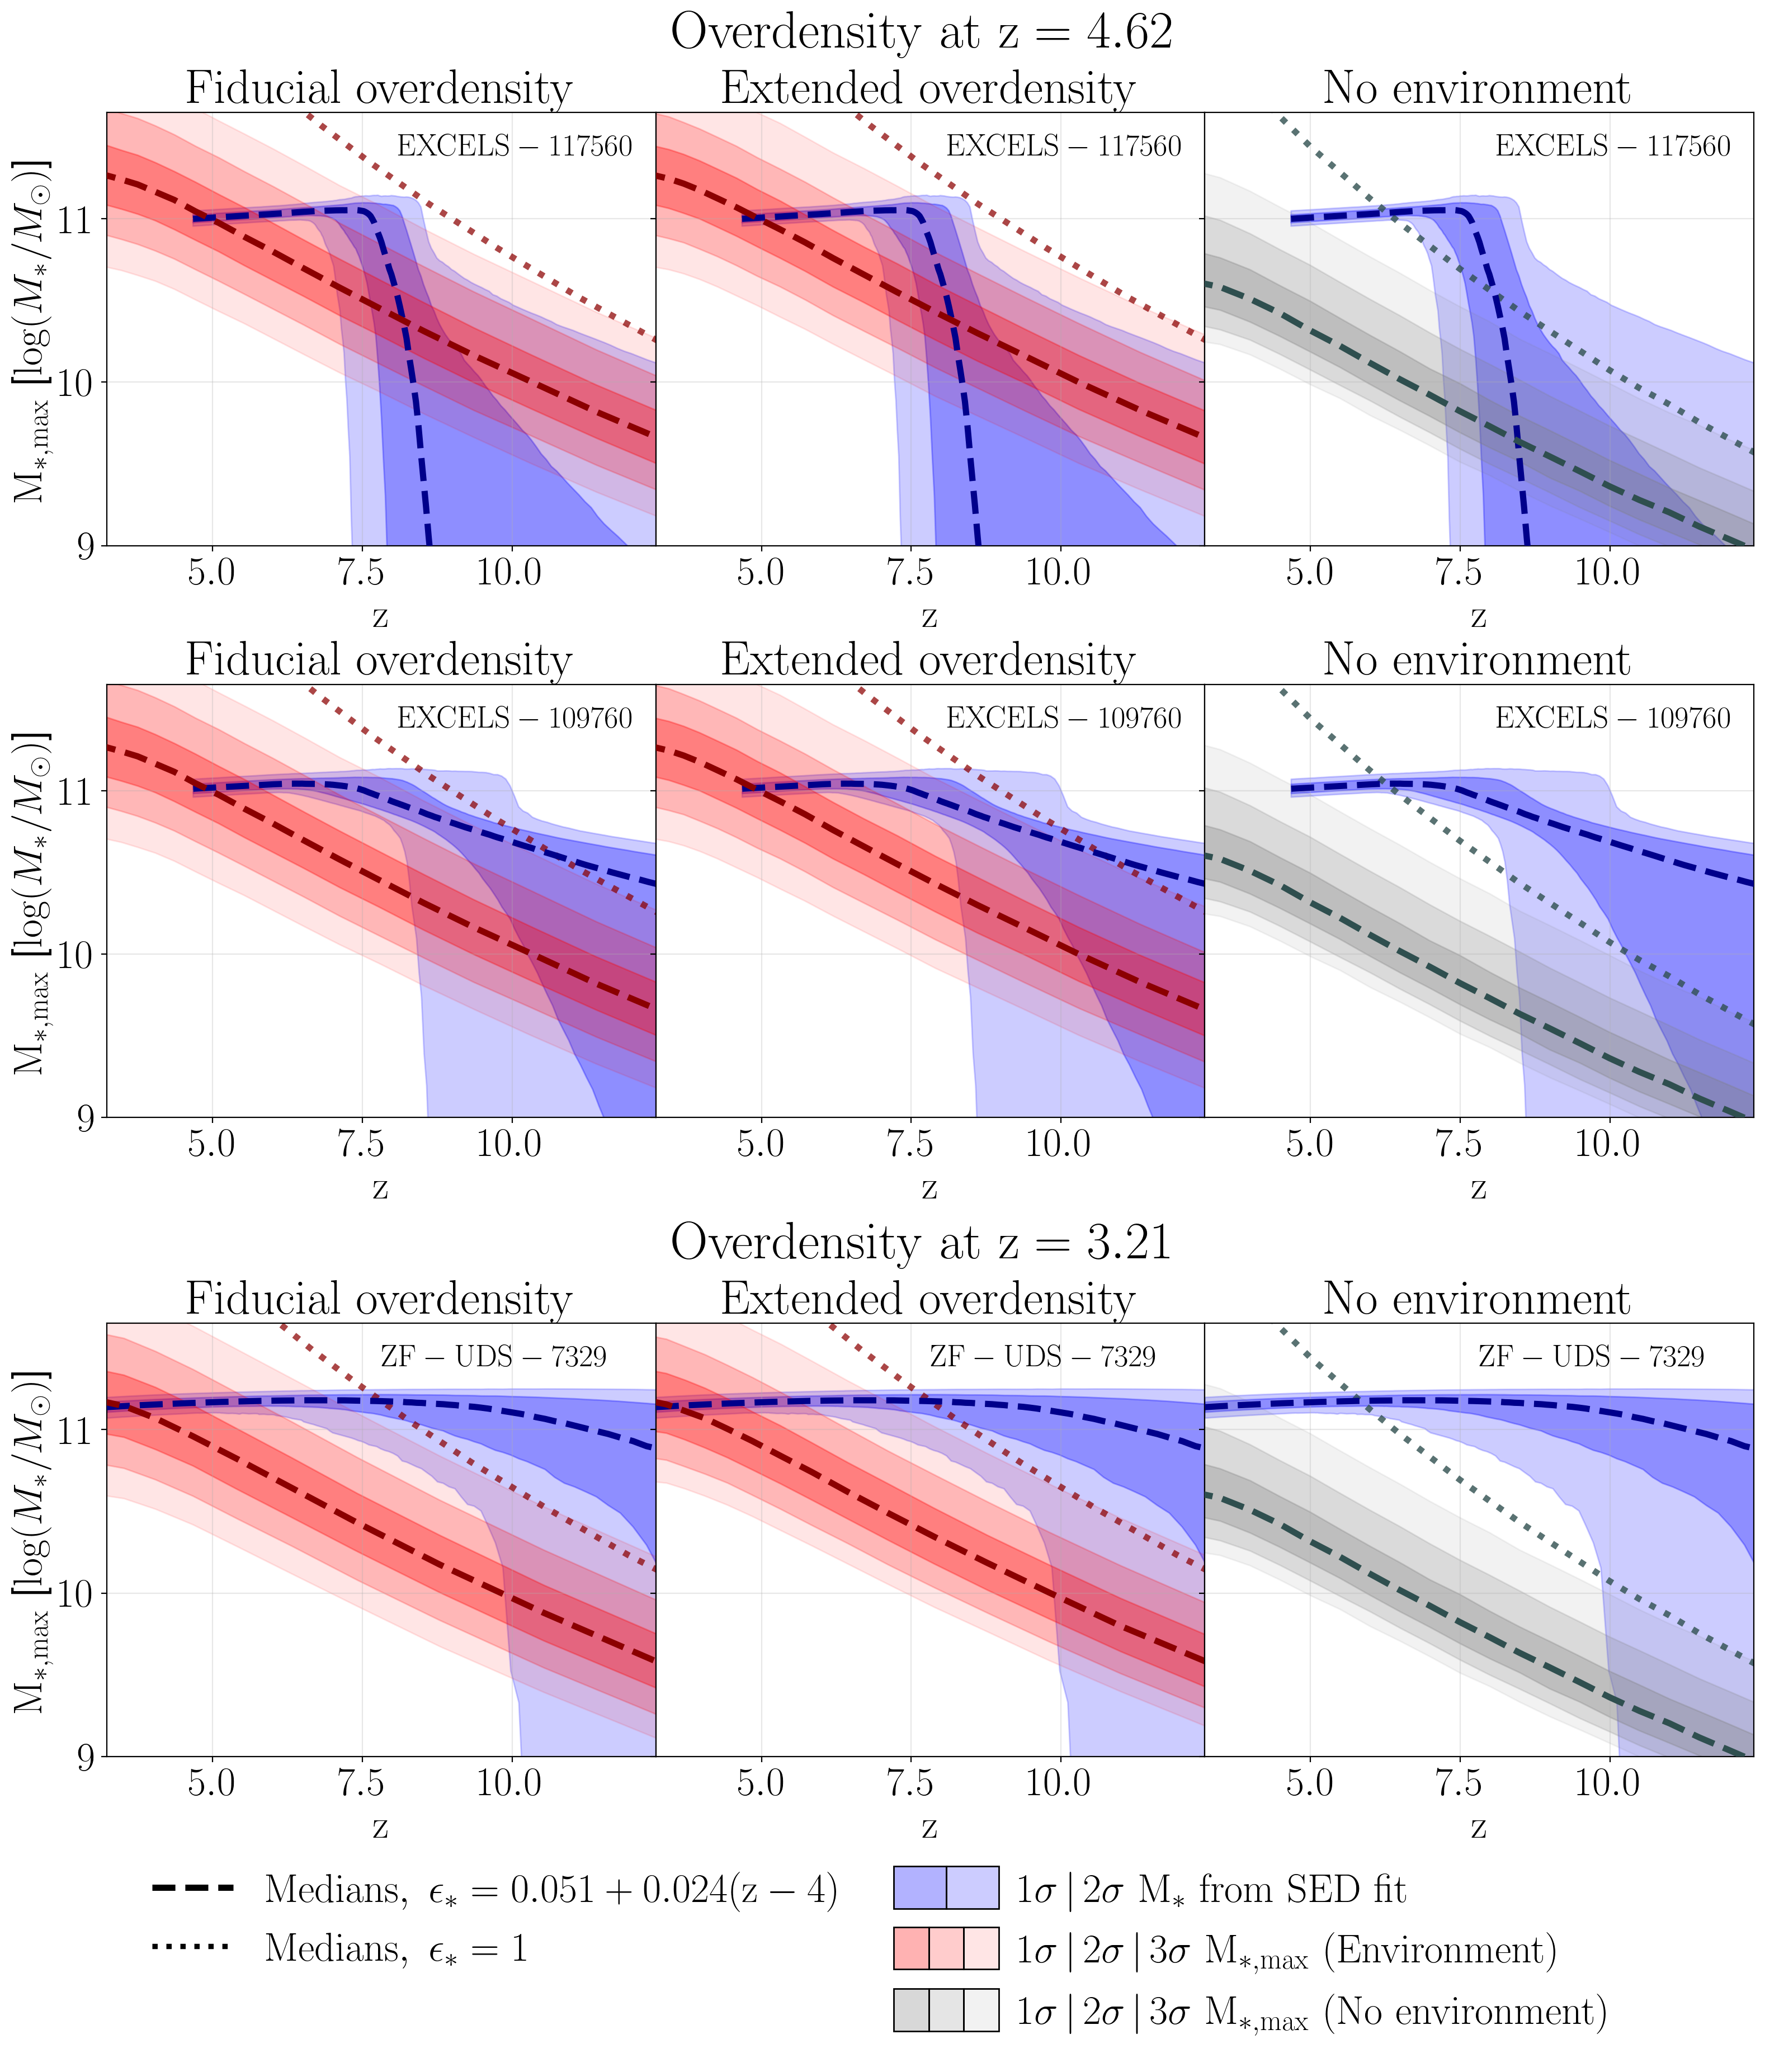 Overdensity at z = 4.62
Fiducial overdensity Extended overdensity No environment
EXCELS − 117560 EXCELS − 117560 EXCELS − 117560
M∗,max [log(M∗/M⊙)]
11
10
9
5.0 7.5 10.0 5.0 7.5 10.0 5.0 7.5 10.0
z z z
Fiducial overdensity Extended overdensity No environment
EXCELS − 109760 EXCELS − 109760 EXCELS − 109760
M∗,max [log(M∗/M⊙)]
11
10
9
5.0 7.5 10.0 5.0 7.5 10.0 5.0 7.5 10.0
z z z
Overdensity at z = 3.21
Fiducial overdensity Extended overdensity No environment
ZF − UDS − 7329 ZF − UDS − 7329 ZF − UDS − 7329
M∗,max [log(M∗/M⊙)]
11
10
9
5.0 7.5 10.0 5.0 7.5 10.0 5.0 7.5 10.0
z z z
Medians, ϵ∗ = 0.051 + 0.024(z − 4)
Medians, ϵ∗ = 1
1σ | 2σ M∗ from SED fit
1σ | 2σ | 3σ M∗,max (Environment)
1σ | 2σ | 3σ M∗,max (No environment)